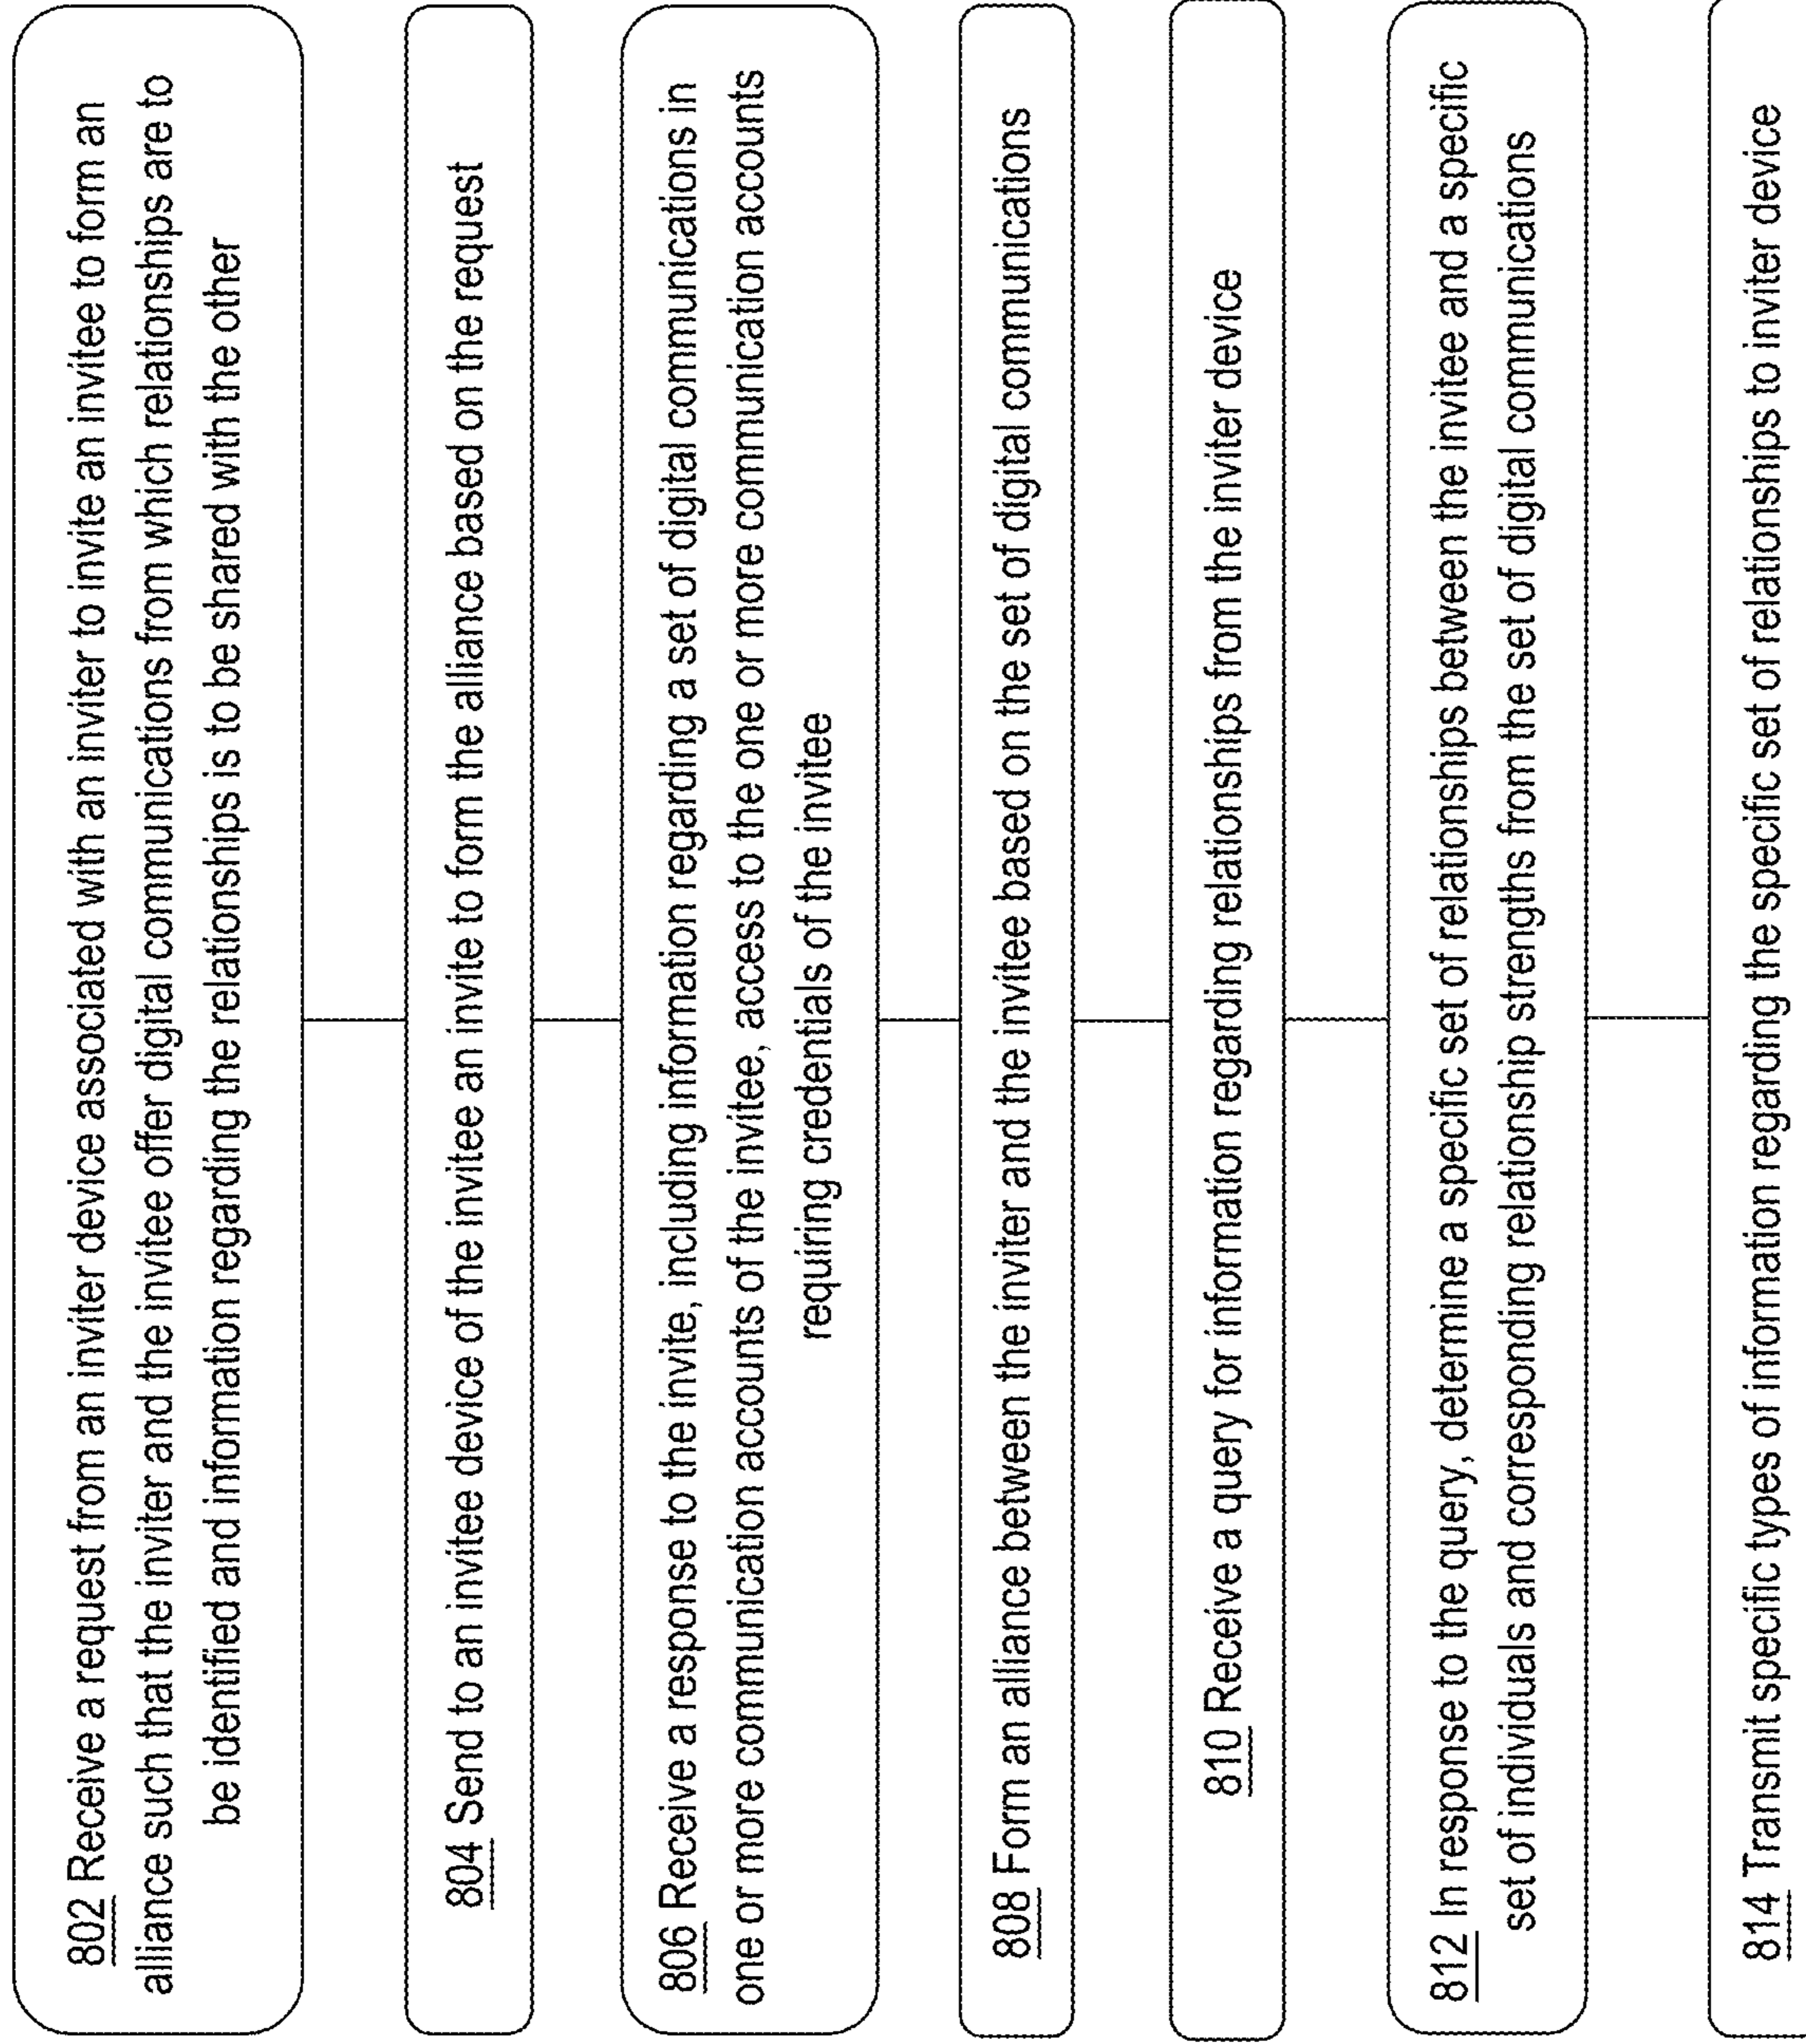 802 Receive a request from an inviter device associated with an inviter to invite an invitee to form an
alliance such that the inviter and the invitee offer digital communications from which relationships are to
be identified and information regarding the relationships is to be shared with the other
804 Send to an invitee device of the invitee an invite to form the alliance based on the request
806 Receive a response to the invite, including information regarding a set of digital communications in
one or more communication accounts of the invitee, access to the one or more communication accounts
requiring credentials of the invitee
808 Form an alliance between the inviter and the invitee based on the set of digital communications
810 Receive a query for information regarding relationships from the inviter device
812 In response to the query, determine a specific set of relationships between the invitee and a specific
set of individuals and corresponding relationship strengths from the set of digital communications
814 Transmit specific types of information regarding the specific set of relationships to inviter device